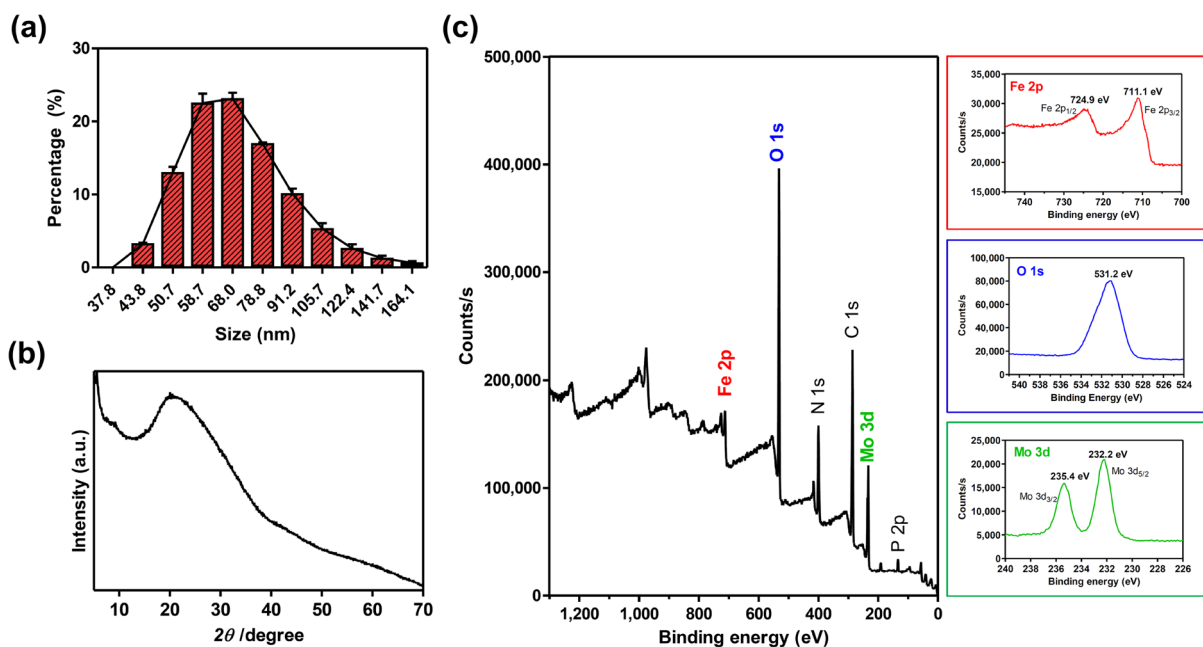 (a)
30
20
10
0
Percentage (%)
37.8
43.8
50.7
58.7
68.0
78.8
91.2
105.7
122.4
141.7
164.1
Size (nm)
(b)
Intensity (a.u.)
10
20
30
40
50
60
70
2θ /degree
(c)
500,000
400,000
300,000
200,000
100,000
0
Counts/s
Fe 2p
O 1s
N 1s
C 1s
Mo 3d
P 2p
1,200
1,000
800
600
400
200
0
Binding energy (eV)
Fe 2p
35,000
30,000
25,000
20,000
15,000
Counts/s
724.9 eV
Fe 2p1/2
711.1 eV
Fe 2p3/2
740
730
720
710
700
Binding energy (eV)
O 1s
100,000
80,000
60,000
40,000
20,000
0
Counts/s
531.2 eV
540
538
536
534
532
530
528
526
524
Binding energy (eV)
Mo 3d
25,000
20,000
15,000
10,000
5,000
0
Counts/s
235.4 eV
Mo 3d3/2
232.2 eV
Mo 3d5/2
240
238
236
234
232
230
228
226
Binding energy (eV)